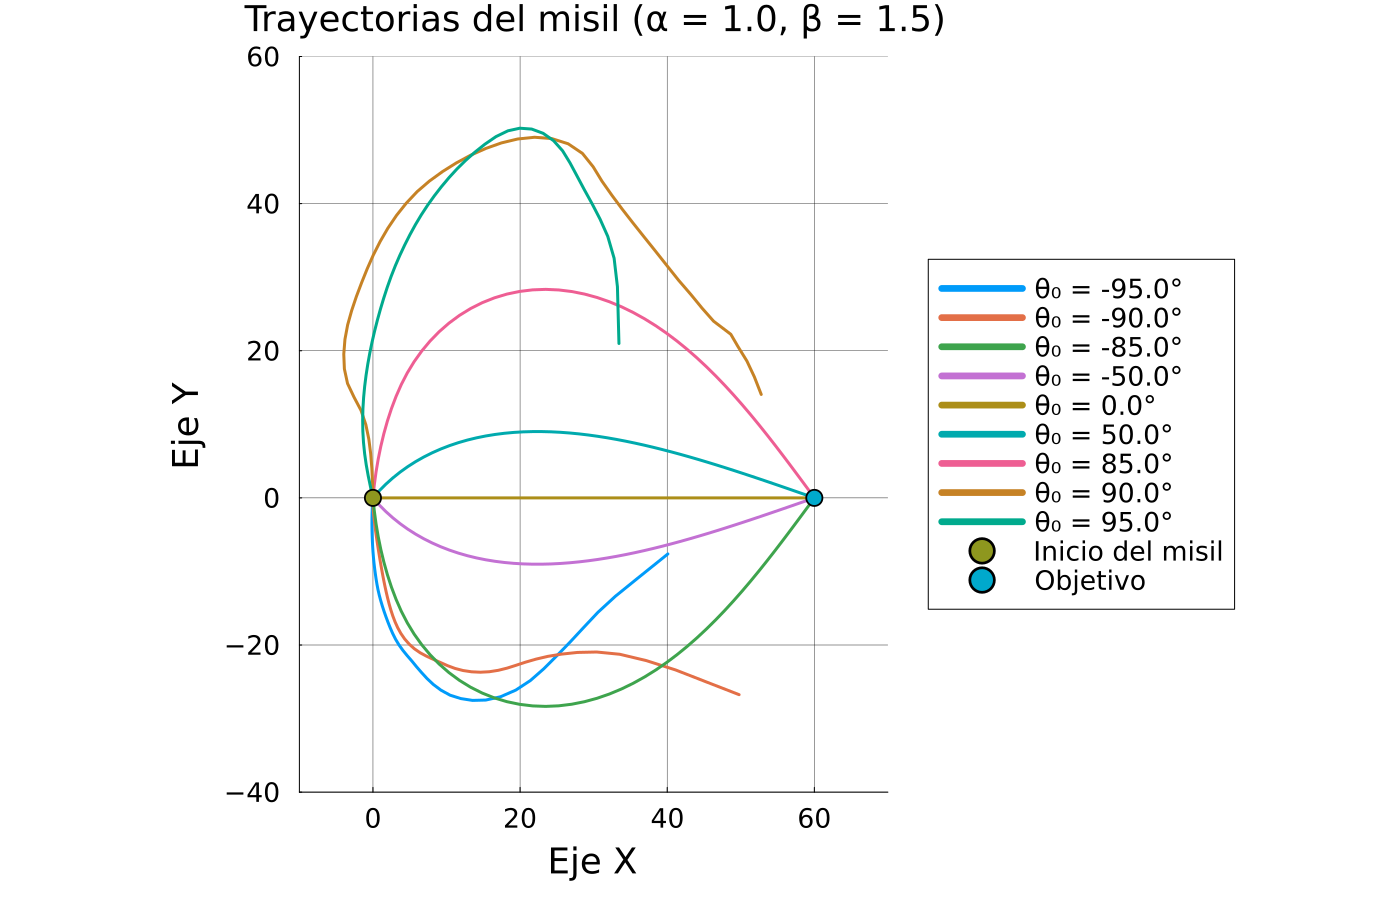 Trayectorias del misil (α = 1.0, β = 1.5)
60
40
20
0
−20
−40
Eje Y
0 20 40 60
Eje X
θ₀ = -95.0°
θ₀ = -90.0°
θ₀ = -85.0°
θ₀ = -50.0°
θ₀ = 0.0°
θ₀ = 50.0°
θ₀ = 85.0°
θ₀ = 90.0°
θ₀ = 95.0°
Inicio del misil
Objetivo